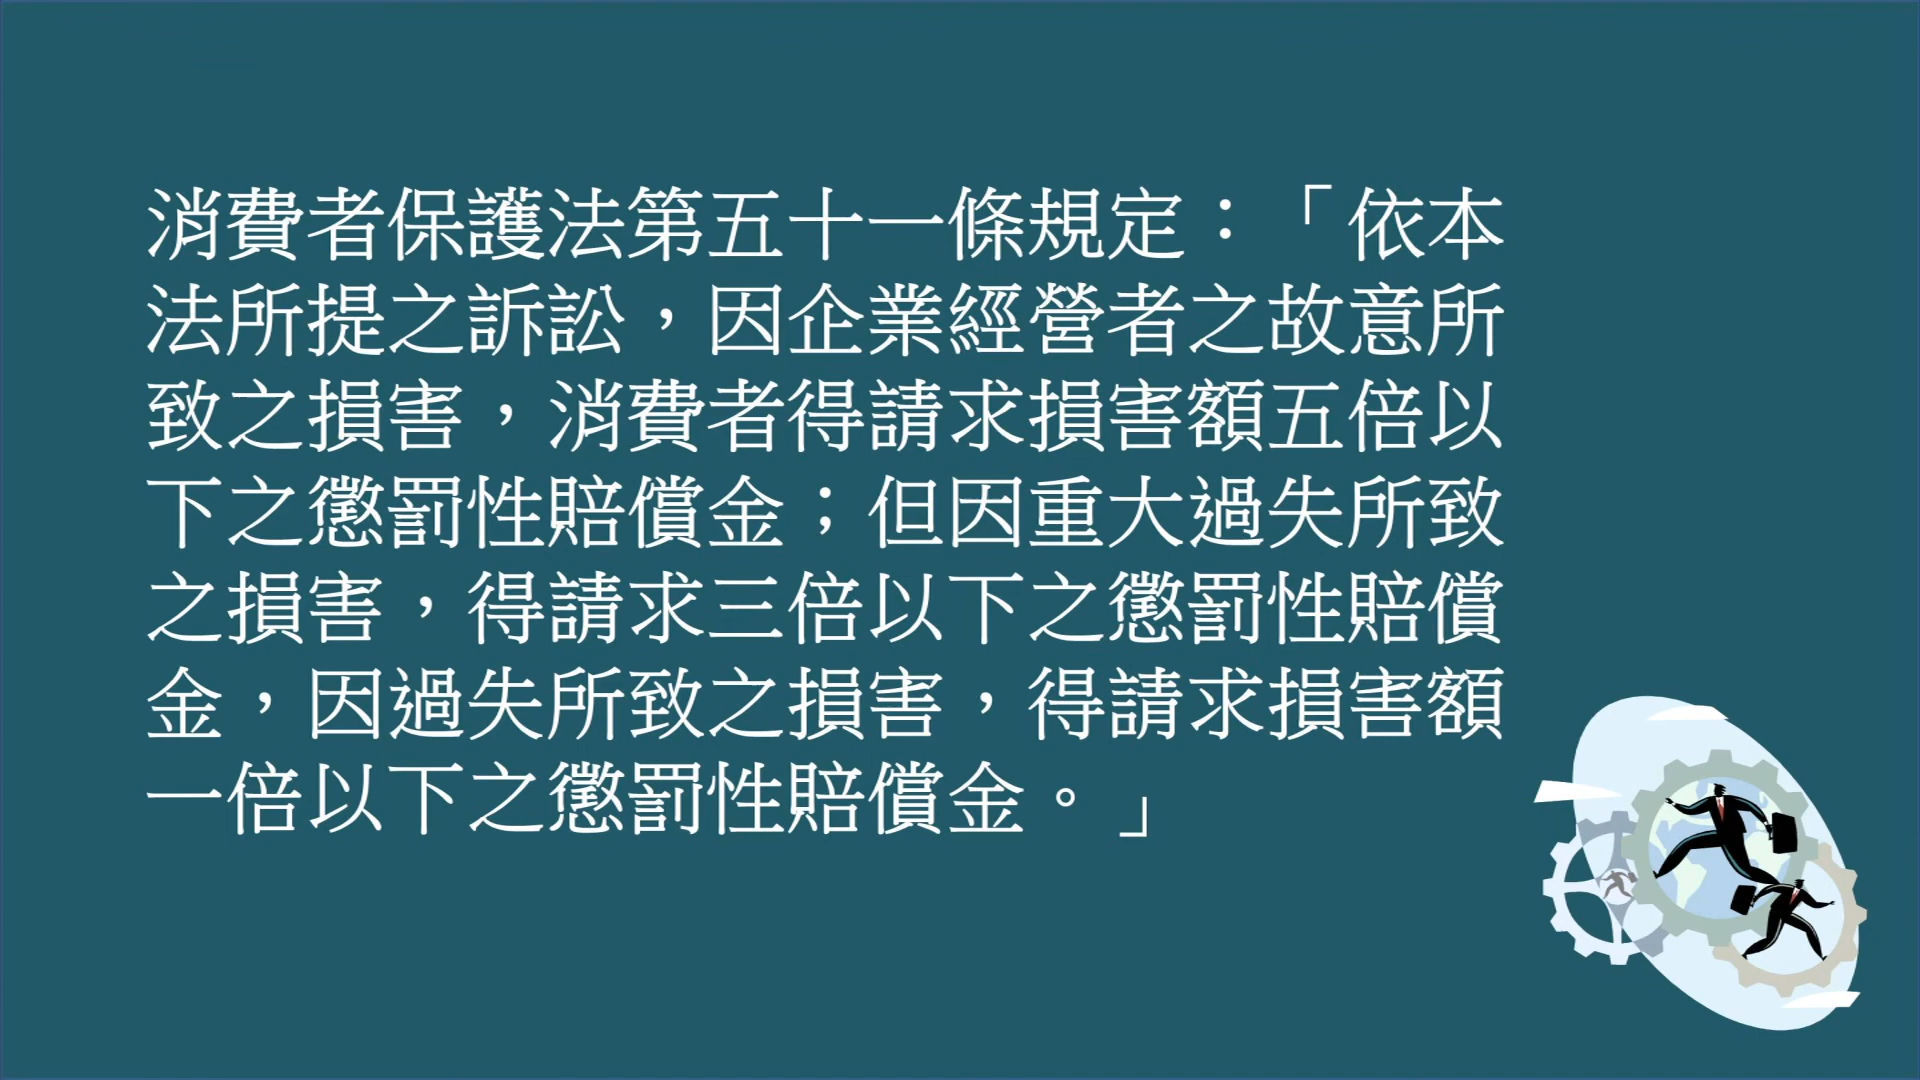 消費者保護法第五十一條規定：「依本
法所提之訴訟，因企業經營者之故意所
致之損害，消費者得請求損害額五倍以
下之懲罰性賠償金；但因重大過失所致
之損害，得請求三倍以下之懲罰性賠償
金，因過失所致之損害，得請求損害額
一倍以下之懲罰性賠償金。」